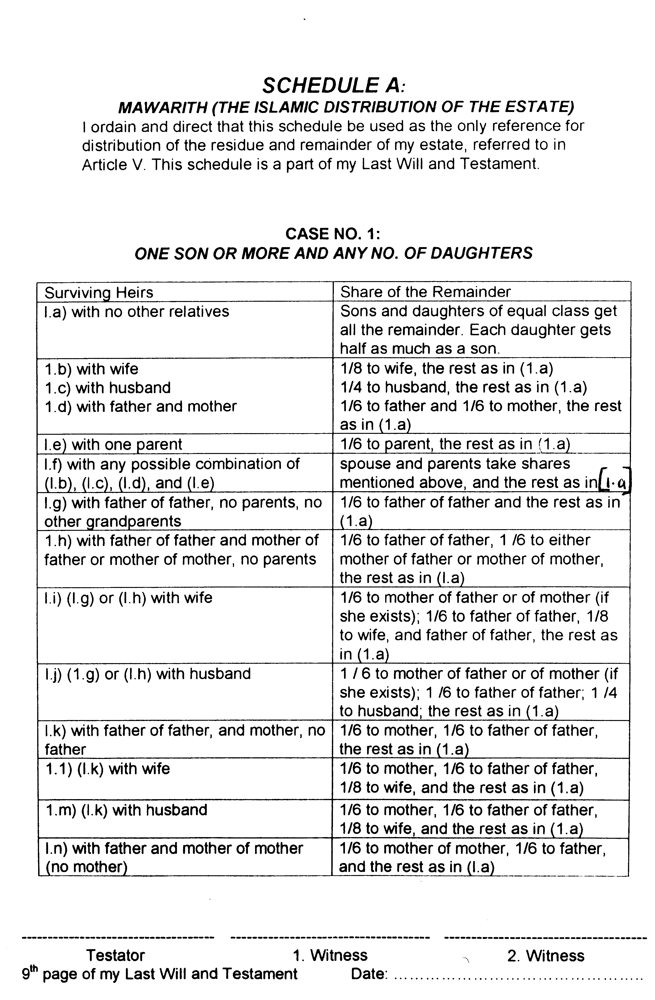 SCHEDULE A:
MAWARITH (THE ISLAMIC DISTRIBUTION OF THE ESTATE)
I ordain and direct that this schedule be used as the only reference for
distribution of the residue and remainder of my estate, referred to in
Article V. This schedule is a part of my Last Will and Testament.
CASE NO. 1:
ONE SON OR MORE AND ANY NO. OF DAUGHTERS
Surviving Heirs
Share of the Remainder
l.a) with no other relatives
Sons and daughters of equal class get
all the remainder. Each daughter gets
half as much as a son.
1.b) with wife
1/8 to wife, the rest as in (1.a)
1.c) with husband
1/4 to husband, the rest as in (1.a)
1.d) with father and mother
1/6 to father and 1/6 to mother, the rest
as in (1.a)
l.e) with one parent
1/6 to parent, the rest as in (1.a)
l.f) with any possible combination of
(l.b), (l.c), (l.d), and (l.e)
spouse and parents take shares
mentioned above, and the rest as in [1.a]
l.g) with father of father, no parents, no
other grandparents
1/6 to father of father and the rest as in
(1.a)
1.h) with father of father and mother of
father or mother of mother, no parents
1/6 to father of father, 1 /6 to either
mother of father or mother of mother,
the rest as in (l.a)
l.i) (l.g) or (l.h) with wife
1/6 to mother of father or of mother (if
she exists); 1/6 to father of father, 1/8
to wife, and father of father, the rest as
in (1.a)
l.j) (1.g) or (l.h) with husband
1 / 6 to mother of father or of mother (if
she exists); 1 /6 to father of father; 1 /4
to husband; the rest as in (1.a)
l.k) with father of father, and mother, no
father
1/6 to mother, 1/6 to father of father,
the rest as in (1.a)
1.1) (l.k) with wife
1/6 to mother, 1/6 to father of father,
1/8 to wife, and the rest as in (1.a)
1.m) (l.k) with husband
1/6 to mother, 1/6 to father of father,
1/8 to wife, and the rest as in (1.a)
l.n) with father and mother of mother
(no mother)
1/6 to mother of mother, 1/6 to father,
and the rest as in (l.a)
Testator
1. Witness
2. Witness
9th page of my Last Will and Testament
Date: ................................................